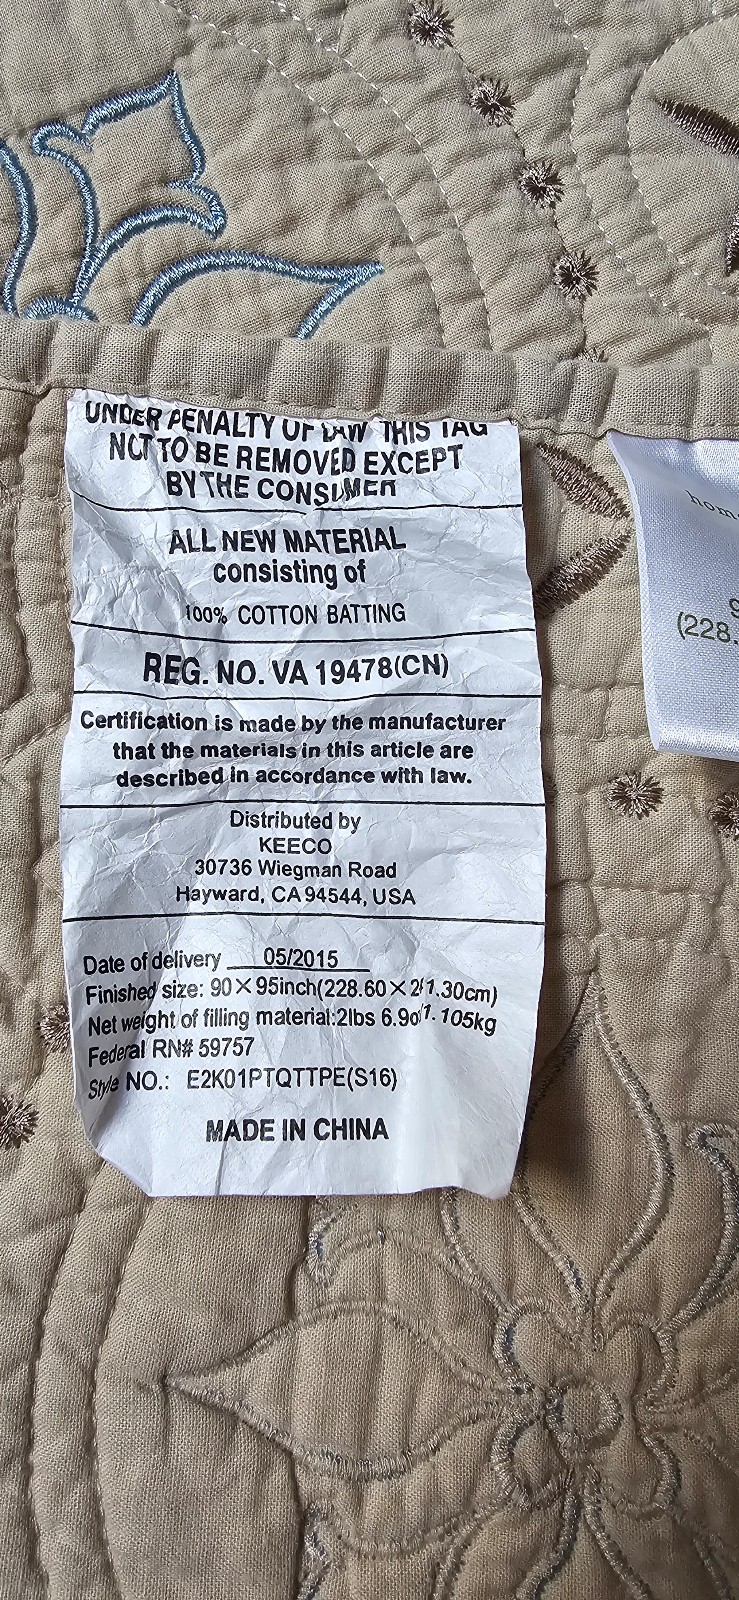 UNDER PENALTY OF LAW THIS TAG
NOT TO BE REMOVED EXCEPT
BY THE CONSUMER
ALL NEW MATERIAL
consisting of
100% COTTON BATTING
REG. NO. VA 19478(CN)
Certification is made by the manufacturer
that the materials in this article are
described in accordance with law.
Distributed by
KEECO
30736 Wiegman Road
Hayward, CA 94544, USA
Date of delivery 05/2015
Finished size: 90×95inch(228.60×241.30cm)
Net weight of filling material:2lbs 6.9oz/1.105kg
Federal RN# 59757
Style NO.: E2K01PTQTTPE(S16)
MADE IN CHINA
hom
9
(228.